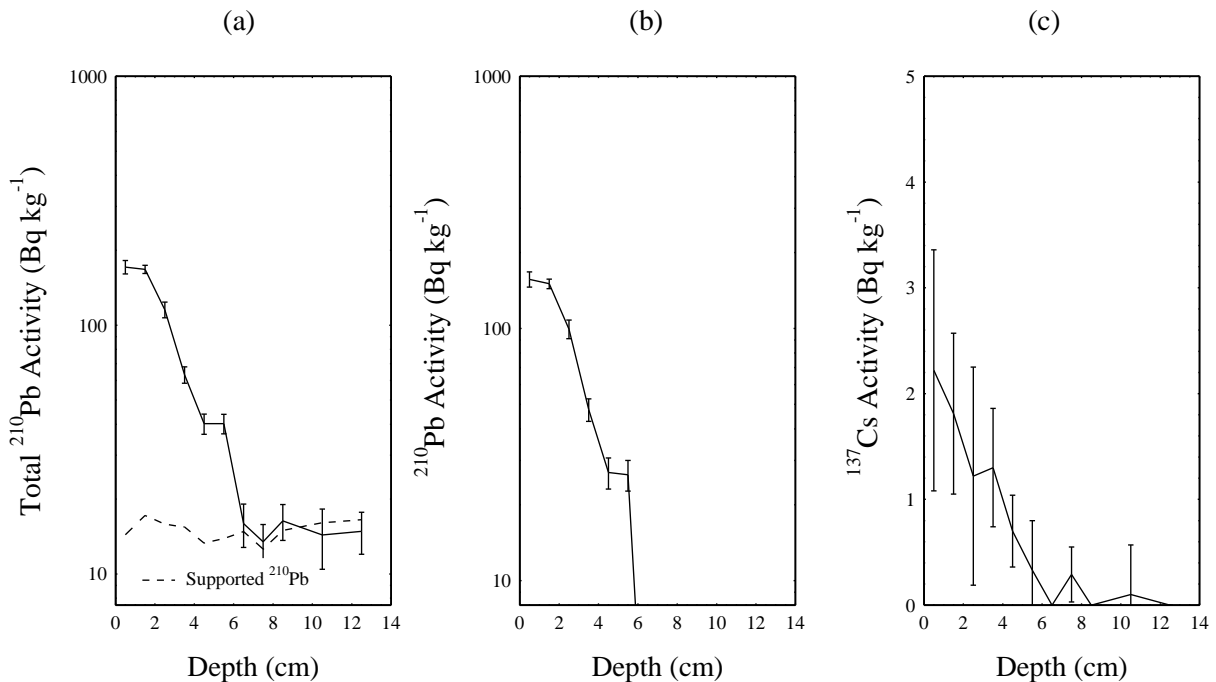 (a)
1000
100
10
0 2 4 6 8 10 12 14
Total ²¹⁰Pb Activity (Bq kg⁻¹)
Depth (cm)
Supported ²¹⁰Pb
(b)
1000
100
10
0 2 4 6 8 10 12 14
²¹⁰Pb Activity (Bq kg⁻¹)
Depth (cm)
(c)
5
4
3
2
1
0
0 2 4 6 8 10 12 14
¹³⁷Cs Activity (Bq kg⁻¹)
Depth (cm)